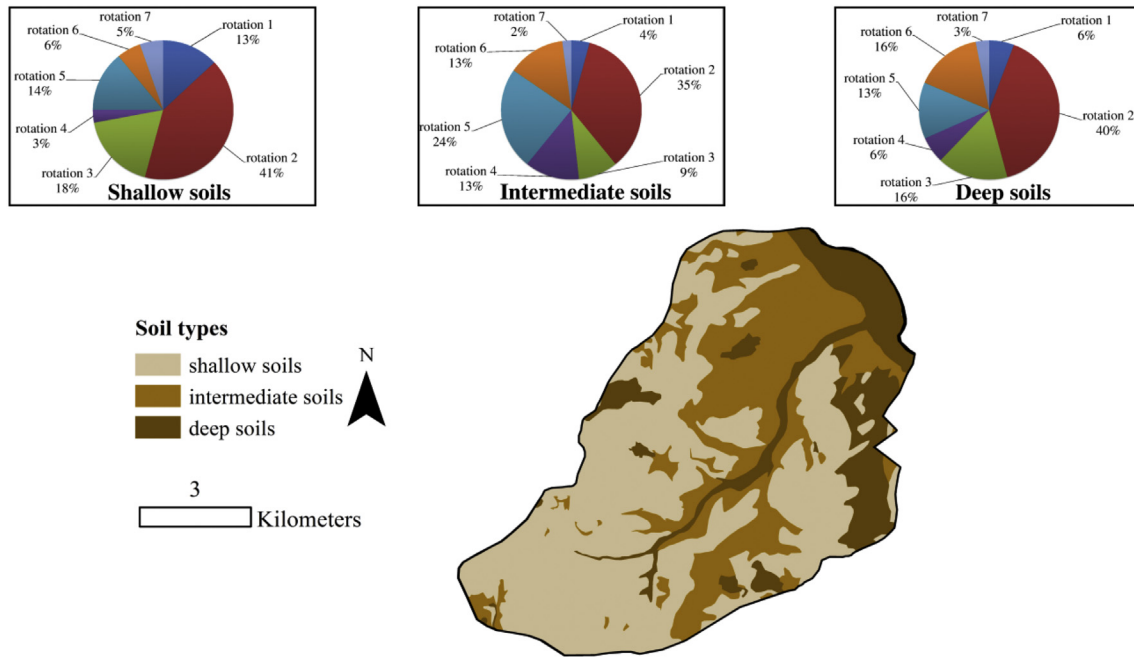 rotation 7
5%
rotation 1
13%
rotation 6
6%
rotation 5
14%
rotation 4
3%
rotation 3
18%
rotation 2
41%
Shallow soils
rotation 7
2%
rotation 1
4%
rotation 6
13%
rotation 2
35%
rotation 5
24%
rotation 4
13%
rotation 3
9%
Intermediate soils
rotation 7
3%
rotation 1
6%
rotation 6
16%
rotation 5
13%
rotation 4
6%
rotation 3
16%
rotation 2
40%
Deep soils
Soil types
shallow soils
intermediate soils
deep soils
N
3
Kilometers